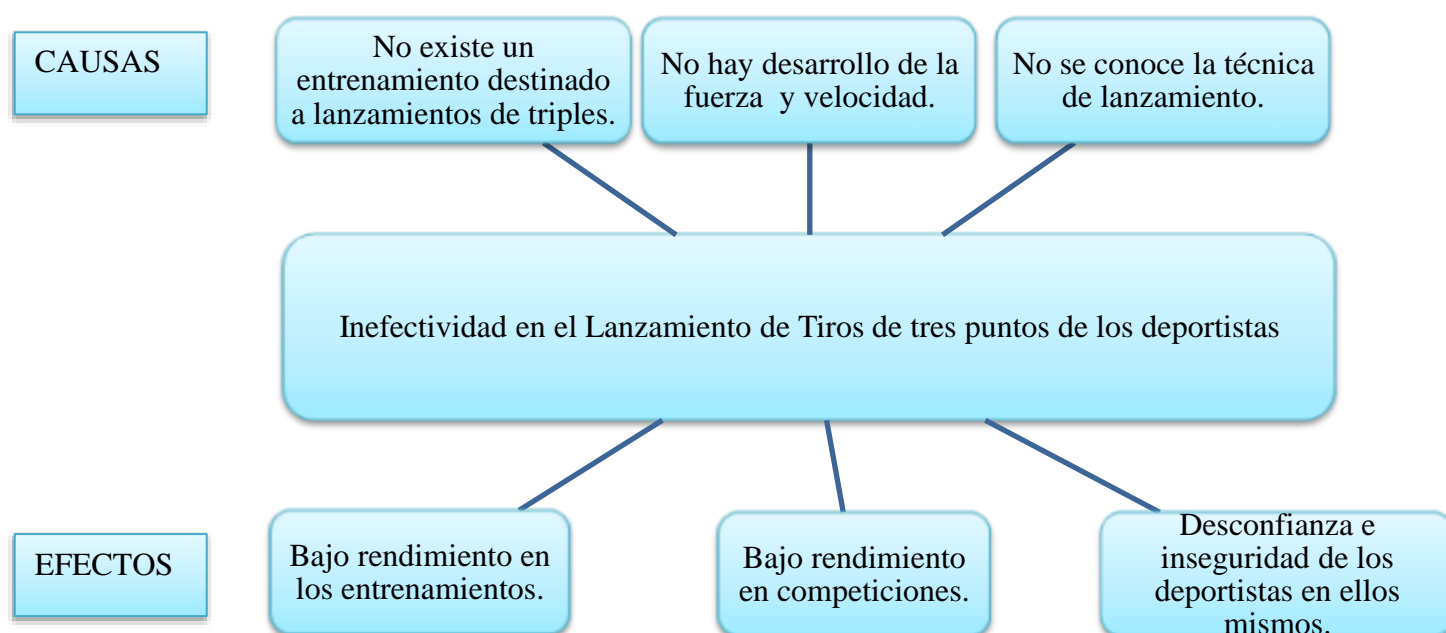 CAUSAS
No existe un
entrenamiento destinado
a lanzamientos de triples.
No hay desarrollo de la
fuerza y velocidad.
No se conoce la técnica
de lanzamiento.
Inefectividad en el Lanzamiento de Tiros de tres puntos de los deportistas
EFECTOS
Bajo rendimiento en
los entrenamientos.
Bajo rendimiento
en competiciones.
Desconfianza e
inseguridad de los
deportistas en ellos
mismos.